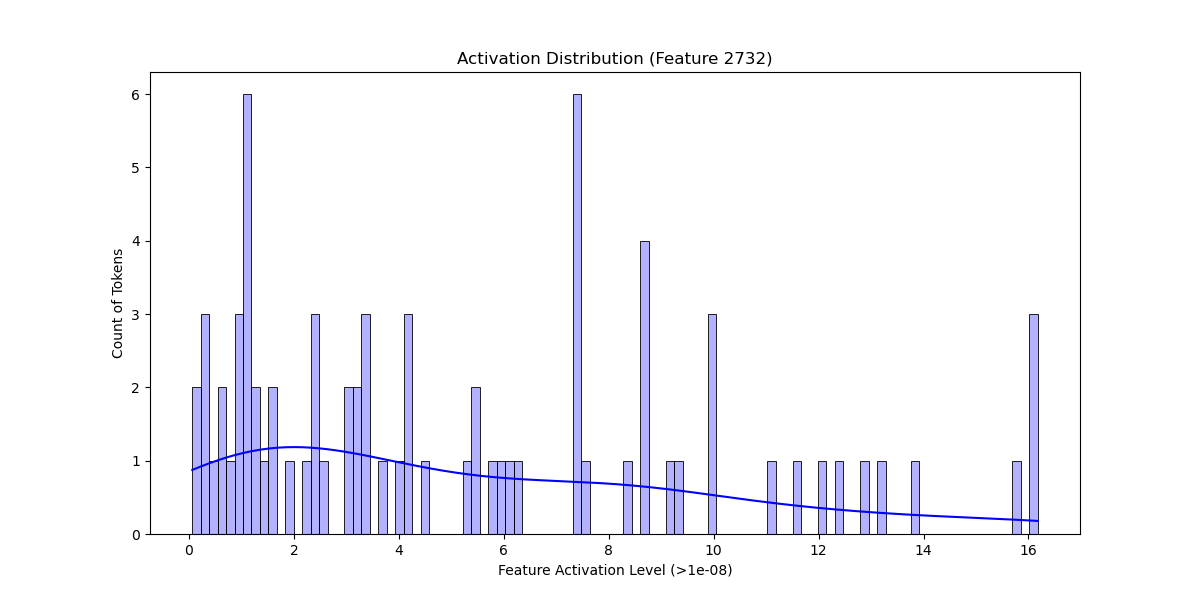 Activation Distribution (Feature 2732)
6
5
4
3
2
1
0
Count of Tokens
0 2 4 6 8 10 12 14 16
Feature Activation Level (>1e-08)